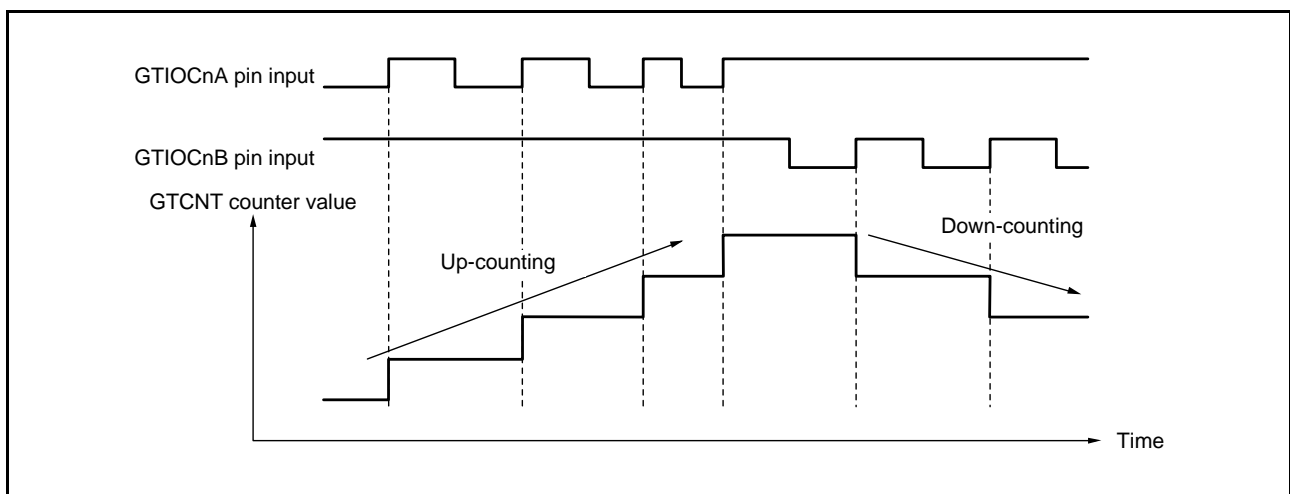 GTIOCnA pin input
GTIOCnB pin input
GTCNT counter value
Down-counting
Up-counting
Time